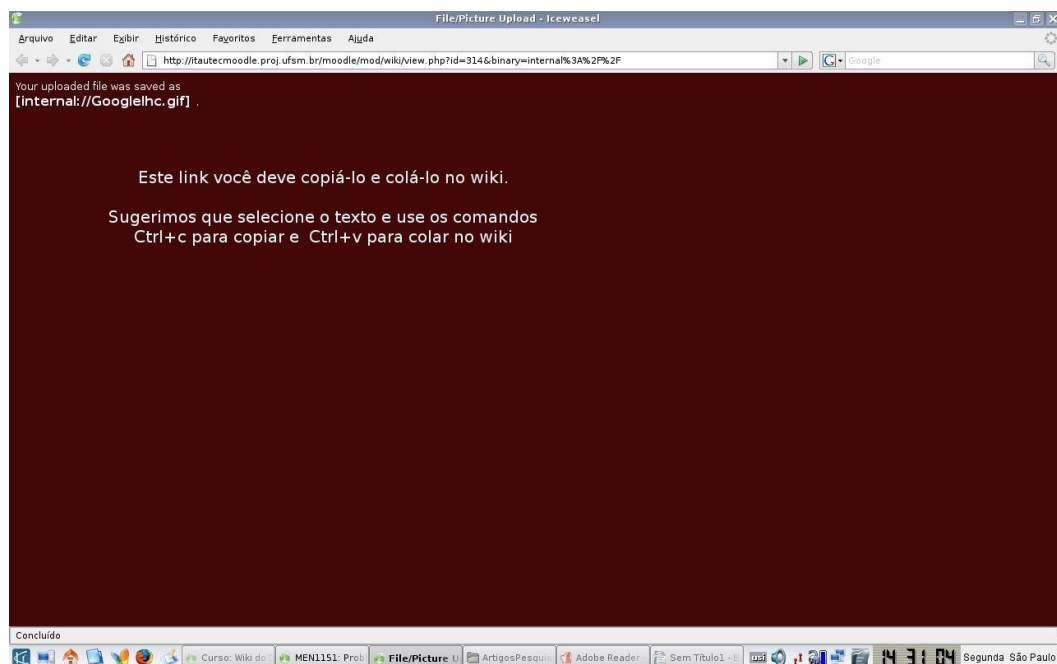 File/Picture Upload - Iceweasel
Arquivo Editar Exibir Histórico Favoritos Ferramentas Ajuda
http://itautecmoodle.proj.ufsm.br/moodle/mod/wiki/view.php?id=314&binary=internal%3A%2F%2F
G Google
Your uploaded file was saved as
[internal://Googlelhc.gif] .
Este link você deve copiá-lo e colá-lo no wiki.
Sugerimos que selecione o texto e use os comandos
Ctrl+c para copiar e Ctrl+v para colar no wiki
Concluído
Curso: Wiki do MEN1151: Prob File/Picture U ArtigosPesquis Adobe Reader Sem Título1 - usi 14 31 04 Segunda São Paulo